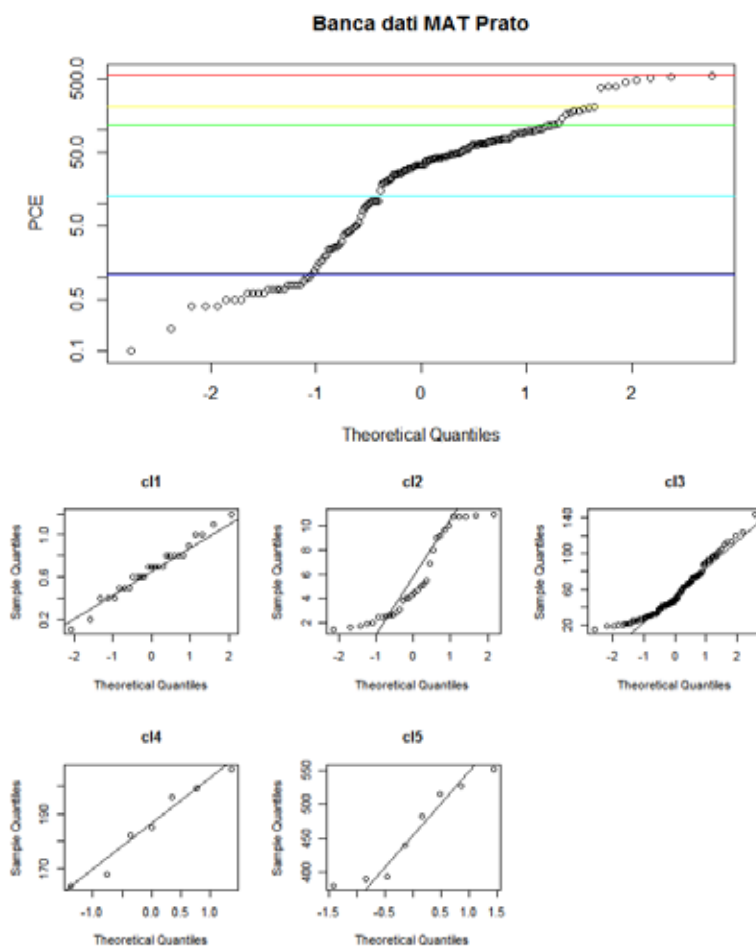 Banca dati MAT Prato
PCE
500.0
50.0
5.0
0.5
0.1
-2 -1 0 1 2
Theoretical Quantiles
cl1
Sample Quantiles
1.0
0.6
0.2
-2 -1 0 1 2
Theoretical Quantiles
cl2
Sample Quantiles
10
8
6
4
2
-2 -1 0 1 2
Theoretical Quantiles
cl3
Sample Quantiles
140
100
60
20
-2 -1 0 1 2
Theoretical Quantiles
cl4
Sample Quantiles
190
170
-1.0 0.0 0.5 1.0
Theoretical Quantiles
cl5
Sample Quantiles
550
500
450
400
-1.5 -0.5 0.5 1.5
Theoretical Quantiles